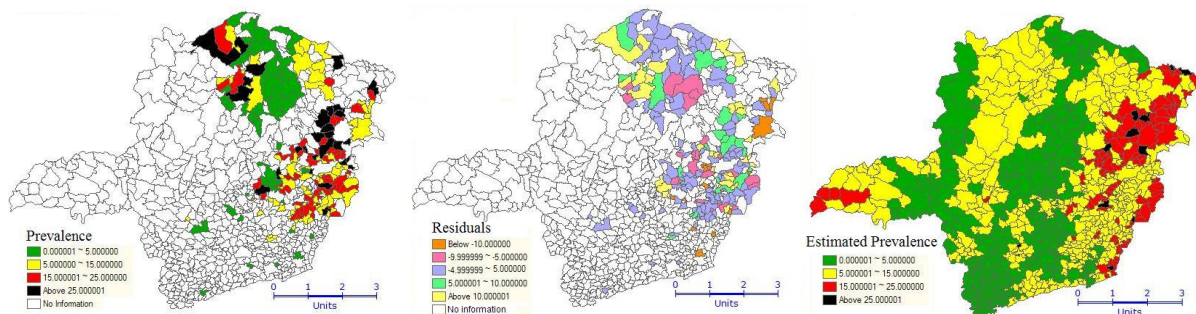 Prevalence
0.000001 ~ 5.000000
5.000000 ~ 15.000000
15.000001 ~ 25.000000
Above 25.000001
No Information
0 1 2 3
Units
Residuals
Below -10.000000
-9.999999 ~ -5.000000
-4.999999 ~ 5.000000
5.000001 ~ 10.000000
Above 10.000001
No information
0 1 2 3
Units
Estimated Prevalence
0.000001 ~ 5.000000
5.000001 ~ 15.000000
15.000001 ~ 25.000000
Above 25.000001
0 1 2 3
Units